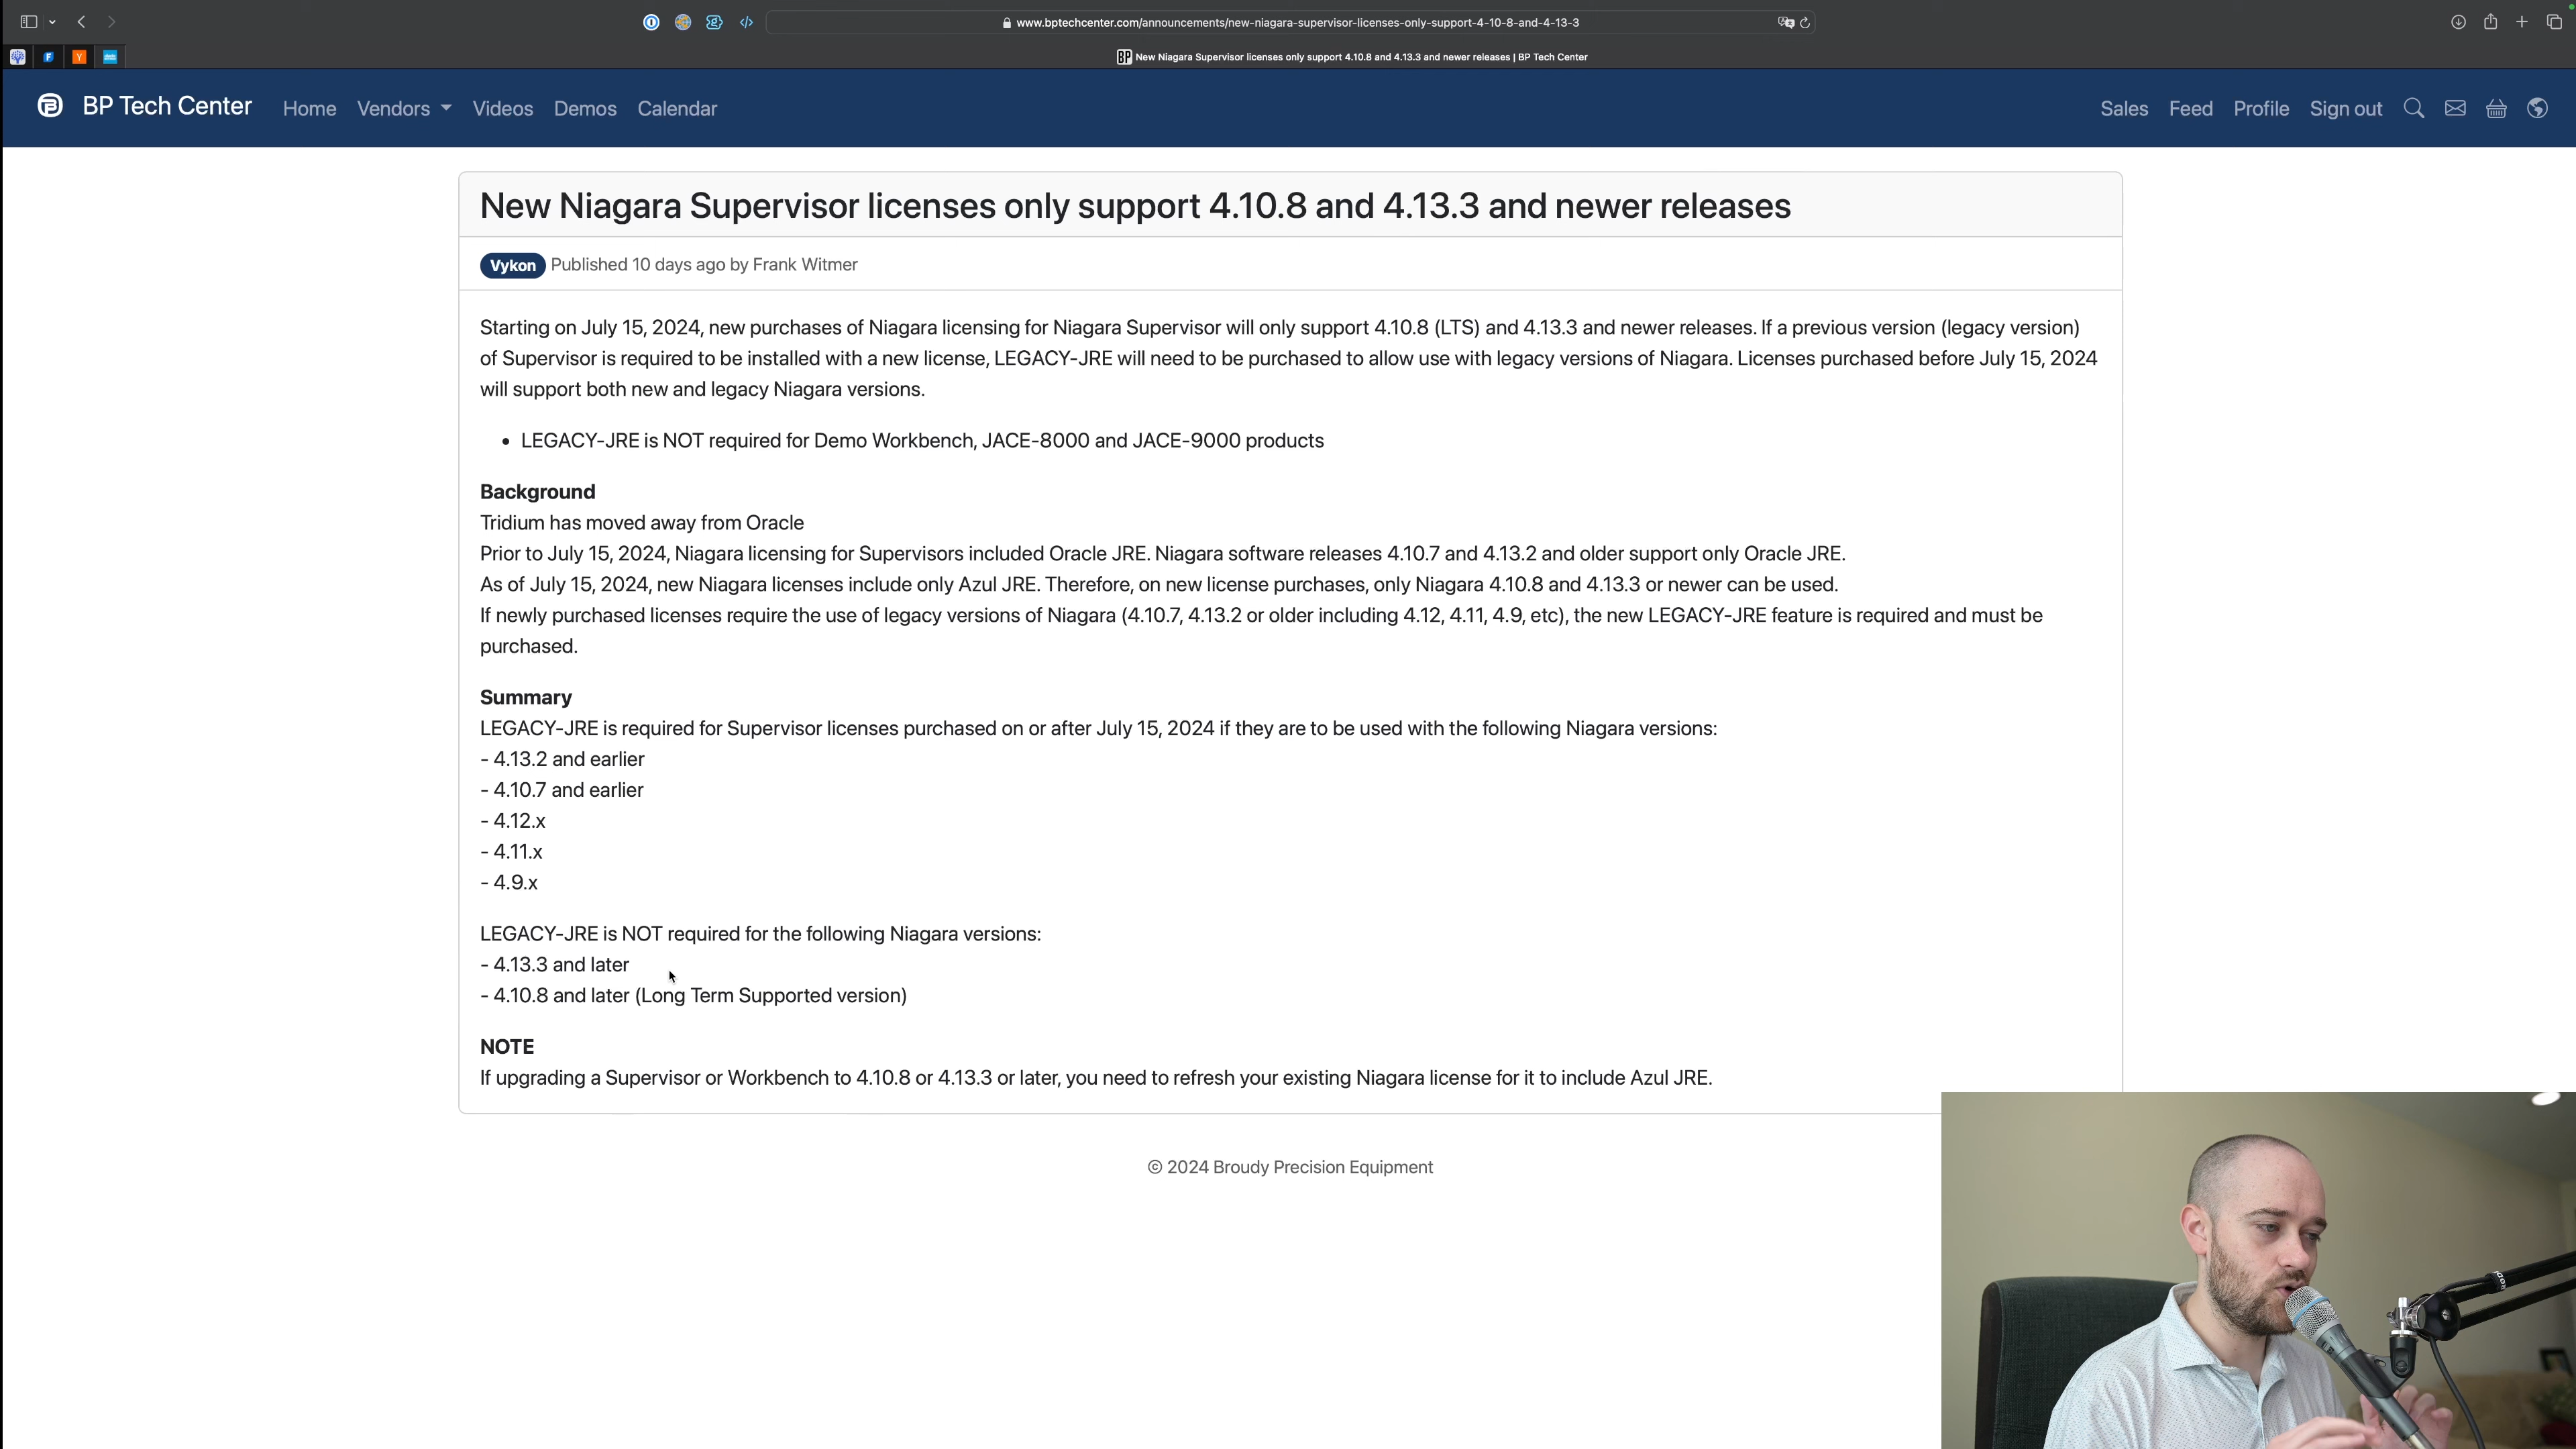 www.bptechcenter.com/announcements/new-niagara-supervisor-licenses-only-support-4-10-8-and-4-13-3
BP New Niagara Supervisor licenses only support 4.10.8 and 4.13.3 and newer releases | BP Tech Center
BP Tech Center Home Vendors Videos Demos Calendar Sales Feed Profile Sign out
New Niagara Supervisor licenses only support 4.10.8 and 4.13.3 and newer releases
Vykon Published 10 days ago by Frank Witmer
Starting on July 15, 2024, new purchases of Niagara licensing for Niagara Supervisor will only support 4.10.8 (LTS) and 4.13.3 and newer releases. If a previous version (legacy version)
of Supervisor is required to be installed with a new license, LEGACY-JRE will need to be purchased to allow use with legacy versions of Niagara. Licenses purchased before July 15, 2024
will support both new and legacy Niagara versions.
• LEGACY-JRE is NOT required for Demo Workbench, JACE-8000 and JACE-9000 products
Background
Tridium has moved away from Oracle
Prior to July 15, 2024, Niagara licensing for Supervisors included Oracle JRE. Niagara software releases 4.10.7 and 4.13.2 and older support only Oracle JRE.
As of July 15, 2024, new Niagara licenses include only Azul JRE. Therefore, on new license purchases, only Niagara 4.10.8 and 4.13.3 or newer can be used.
If newly purchased licenses require the use of legacy versions of Niagara (4.10.7, 4.13.2 or older including 4.12, 4.11, 4.9, etc), the new LEGACY-JRE feature is required and must be
purchased.
Summary
LEGACY-JRE is required for Supervisor licenses purchased on or after July 15, 2024 if they are to be used with the following Niagara versions:
- 4.13.2 and earlier
- 4.10.7 and earlier
- 4.12.x
- 4.11.x
- 4.9.x
LEGACY-JRE is NOT required for the following Niagara versions:
- 4.13.3 and later
- 4.10.8 and later (Long Term Supported version)
NOTE
If upgrading a Supervisor or Workbench to 4.10.8 or 4.13.3 or later, you need to refresh your existing Niagara license for it to include Azul JRE.
© 2024 Broudy Precision Equipment